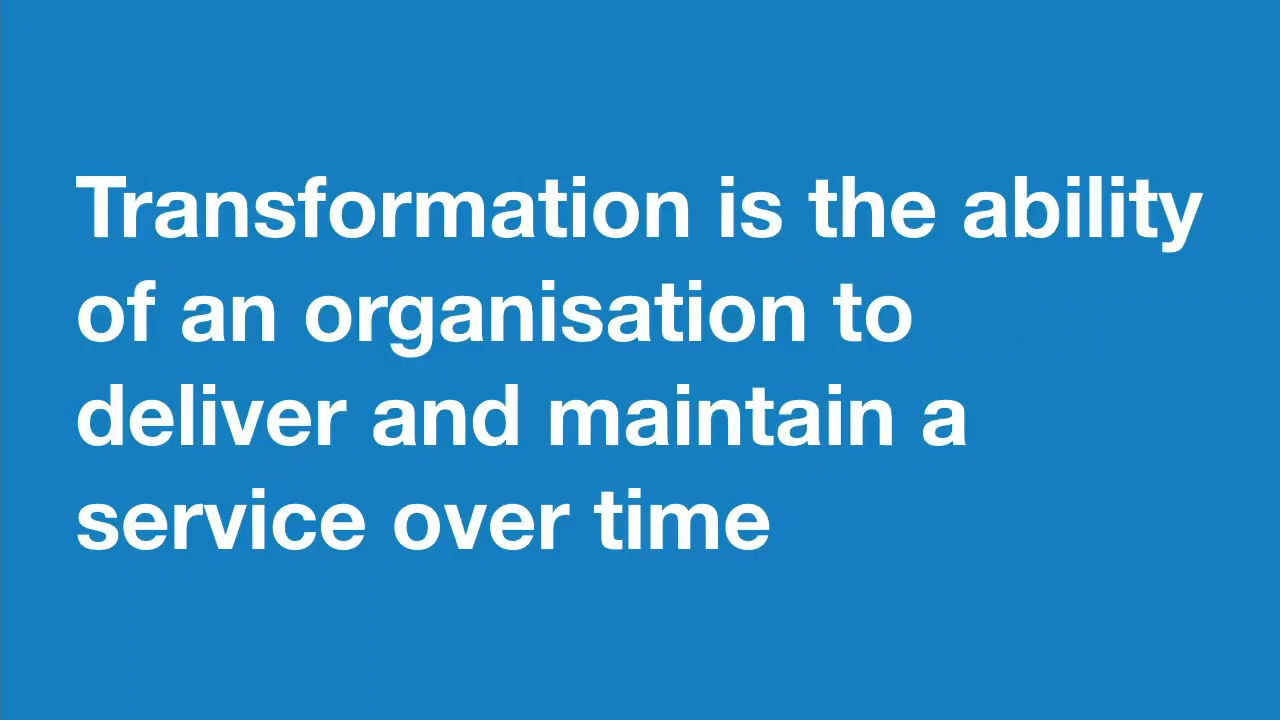 Transformation is the ability
of an organisation to
deliver and maintain a
service over time